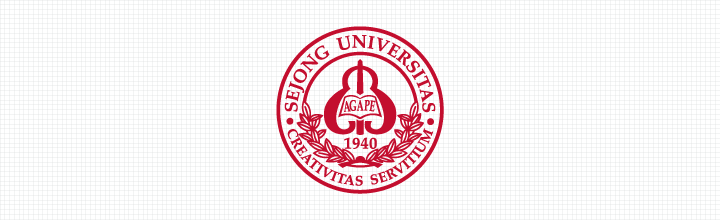 SEJONG UNIVERSITAS
AGAPE
1940
CREATIVITAS SERVITIUM